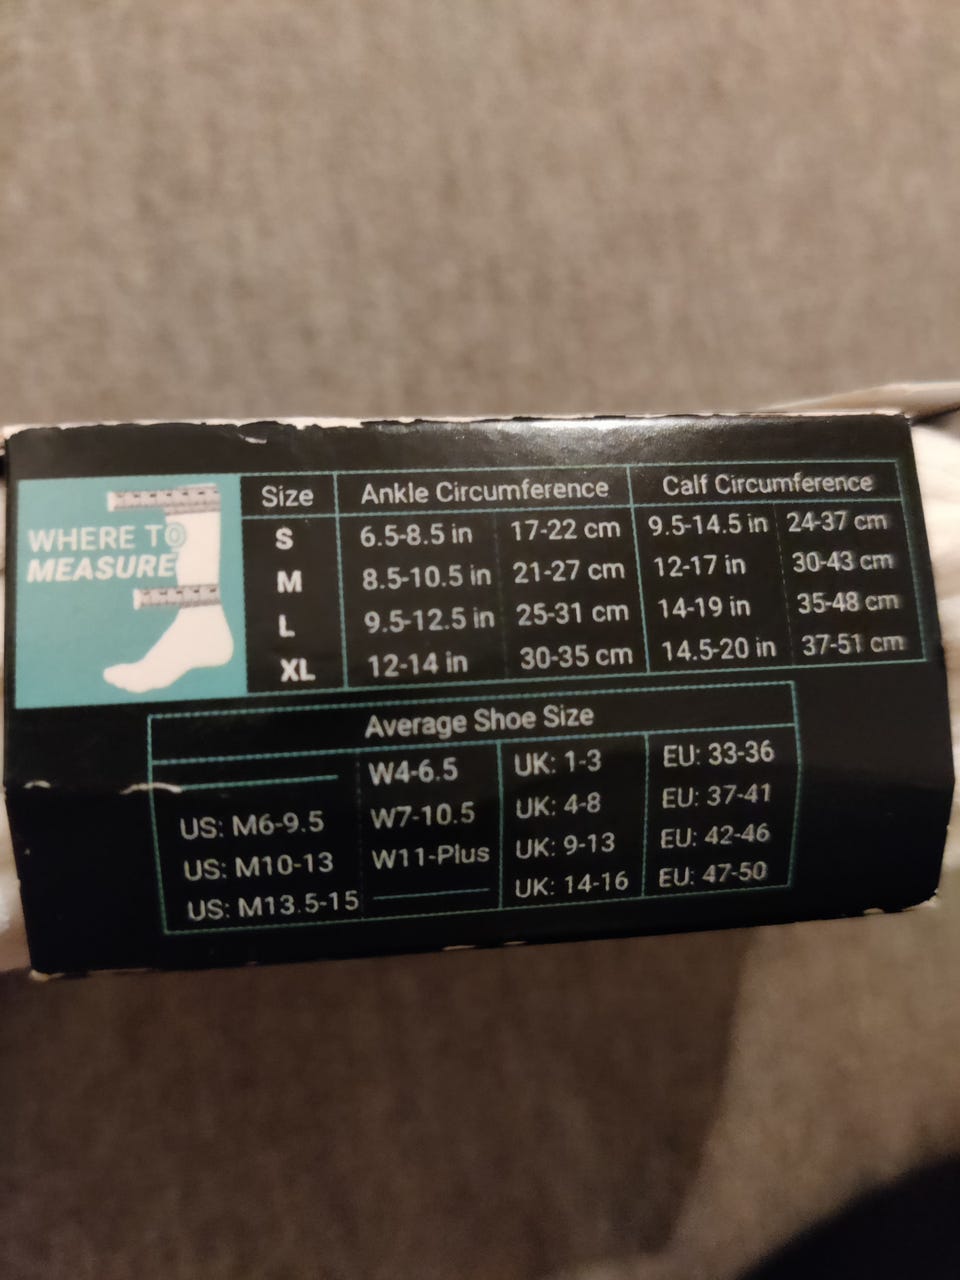 WHERE TO
MEASURE
Size Ankle Circumference Calf Circumference
S 6.5-8.5 in 17-22 cm 9.5-14.5 in 24-37 cm
M 8.5-10.5 in 21-27 cm 12-17 in 30-43 cm
L 9.5-12.5 in 25-31 cm 14-19 in 35-48 cm
XL 12-14 in 30-35 cm 14.5-20 in 37-51 cm
Average Shoe Size
W4-6.5 UK: 1-3 EU: 33-36
US: M6-9.5 W7-10.5 UK: 4-8 EU: 37-41
US: M10-13 W11-Plus UK: 9-13 EU: 42-46
US: M13.5-15 UK: 14-16 EU: 47-50